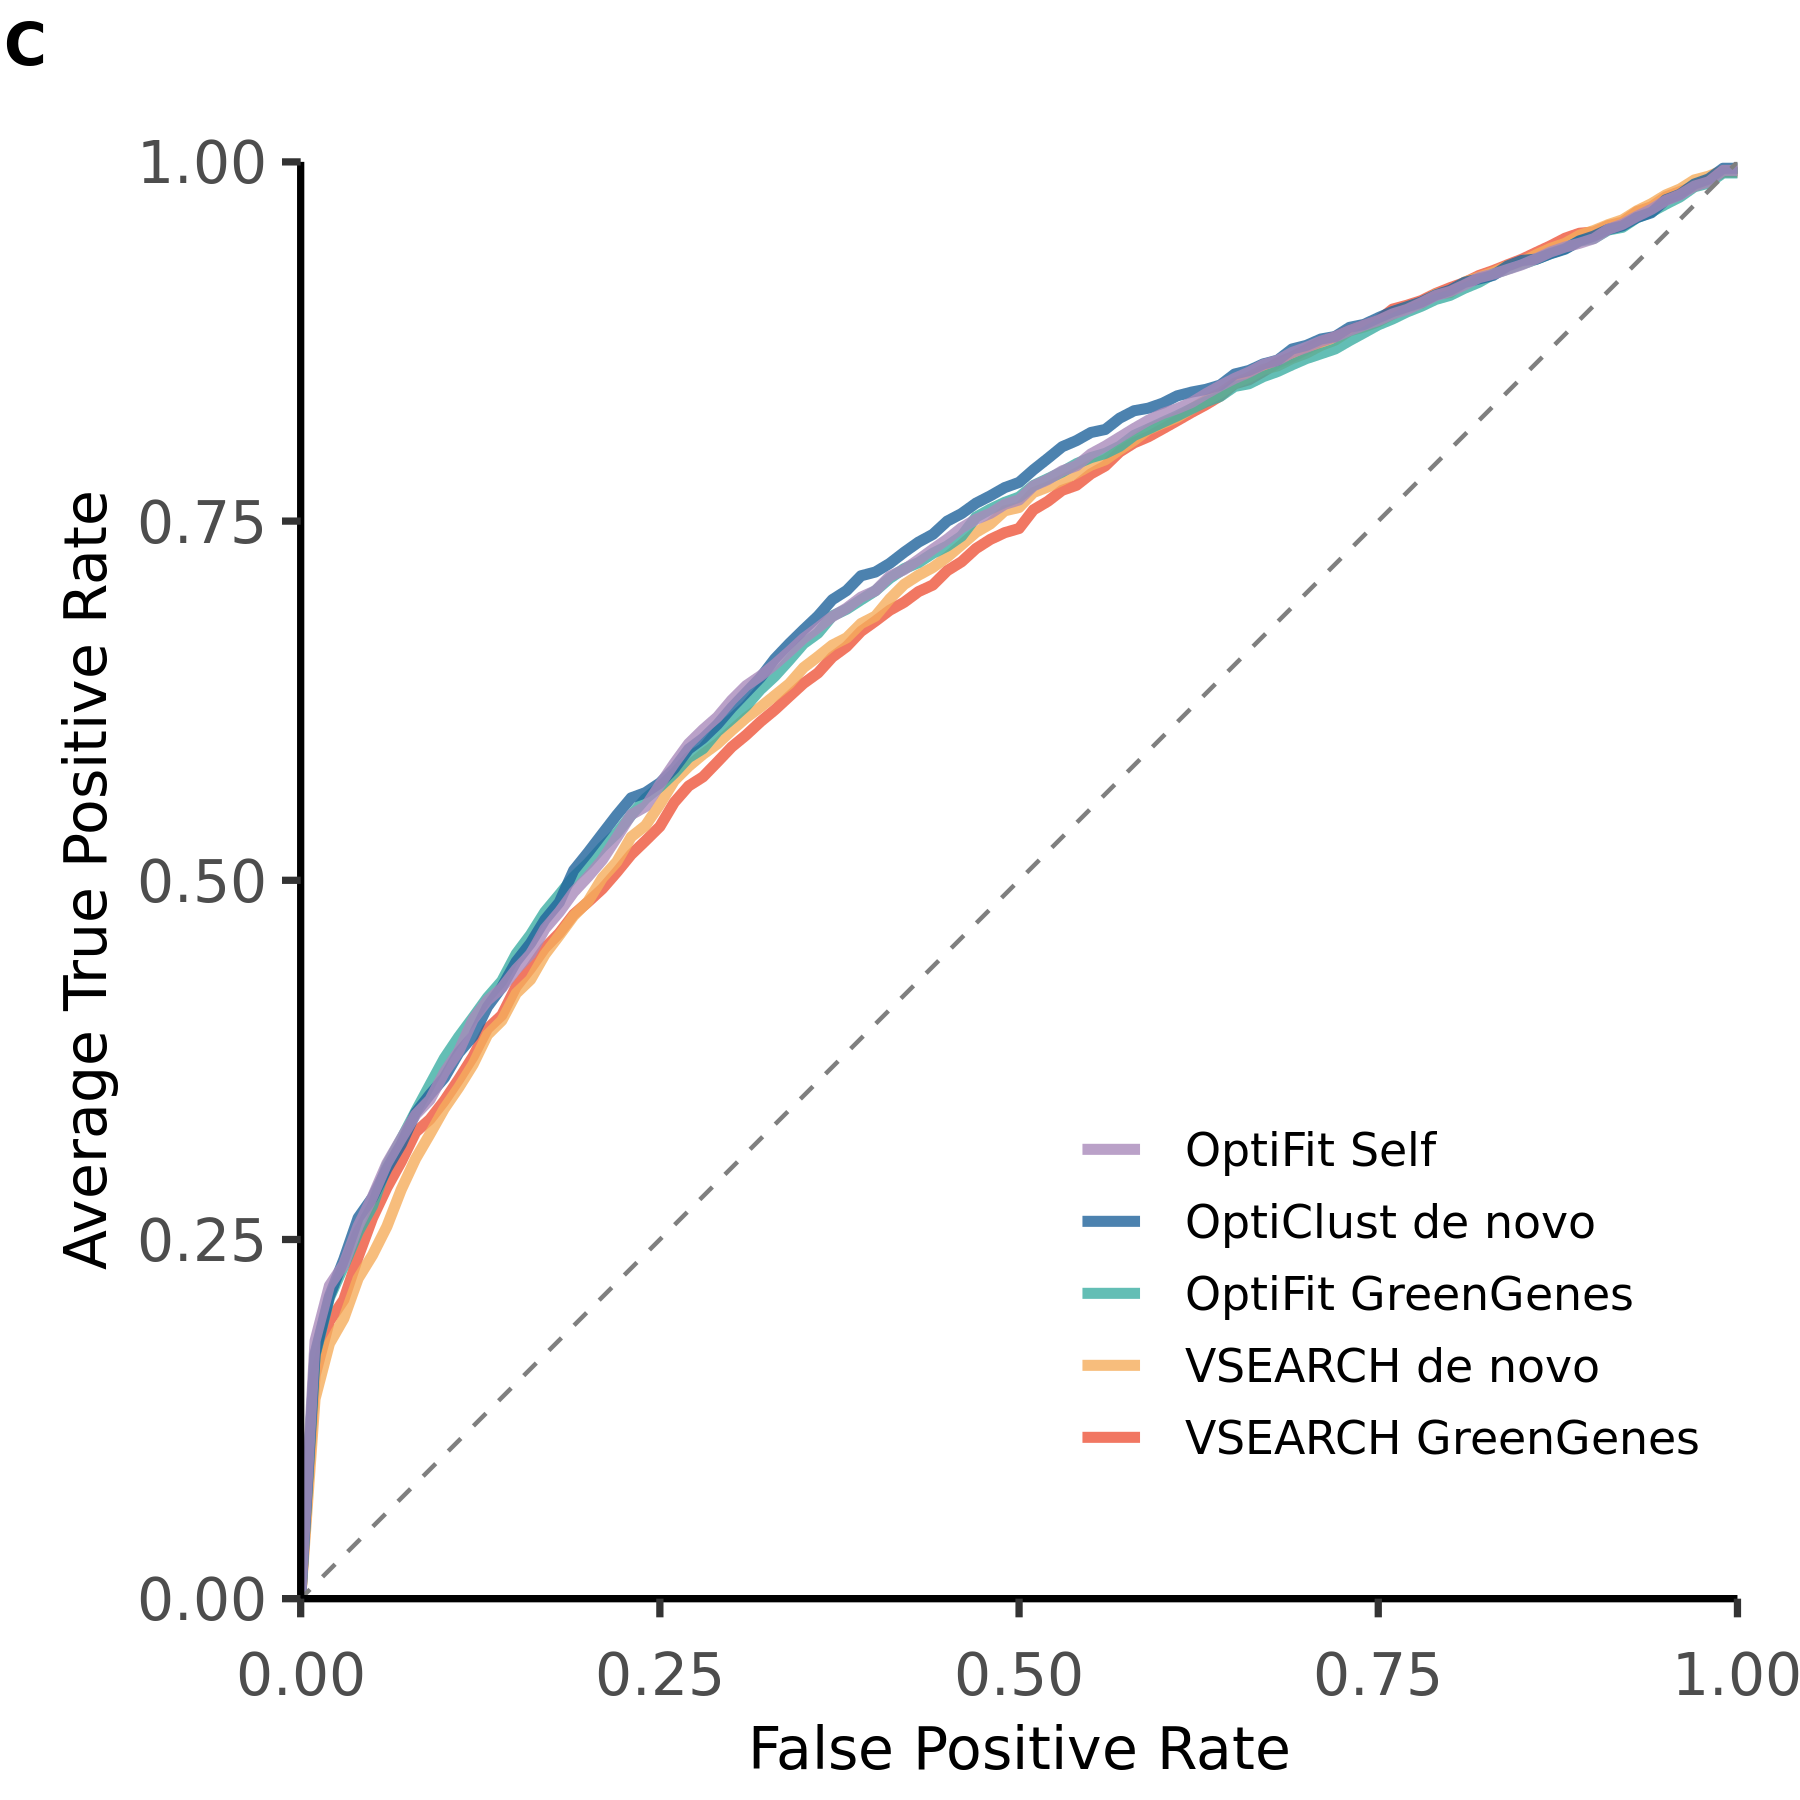 C
1.00
0.75
0.50
0.25
0.00
Average True Positive Rate
OptiFit Self
OptiClust de novo
OptiFit GreenGenes
VSEARCH de novo
VSEARCH GreenGenes
0.00 0.25 0.50 0.75 1.00
False Positive Rate